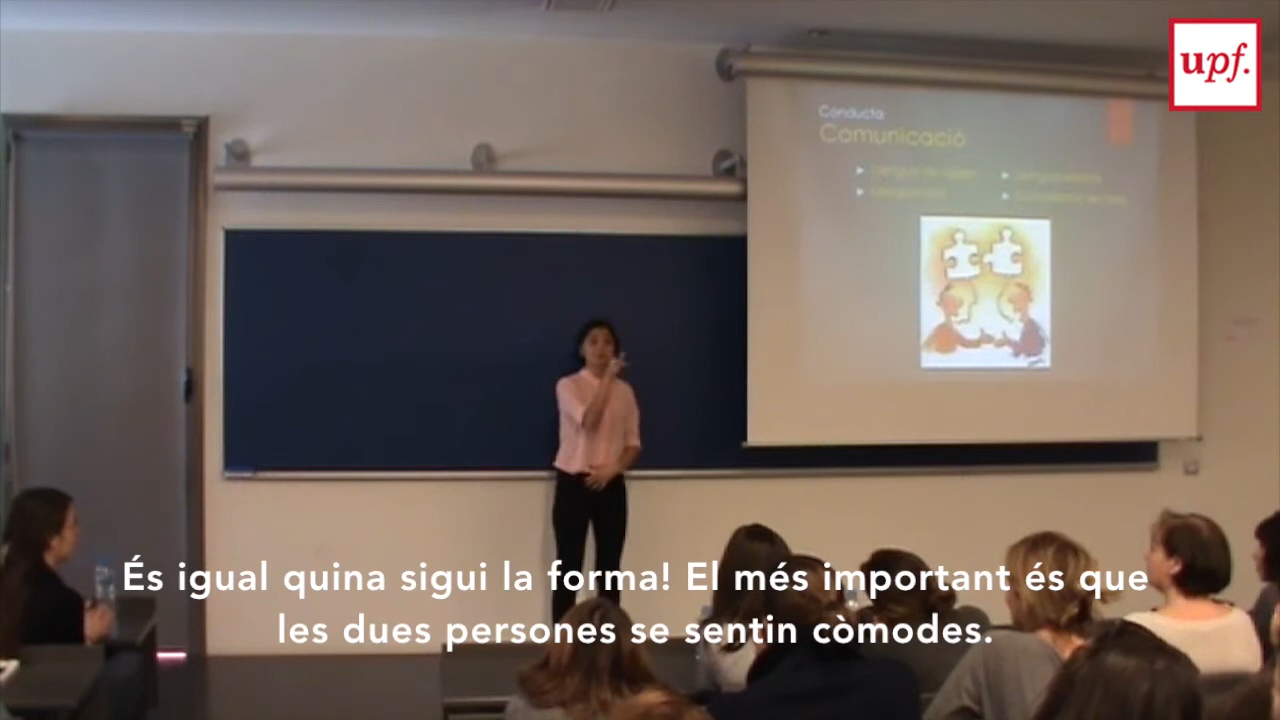 upf.
Conducta
Comunicació
És igual quina sigui la forma! El més important és que
les dues persones se sentin còmodes.